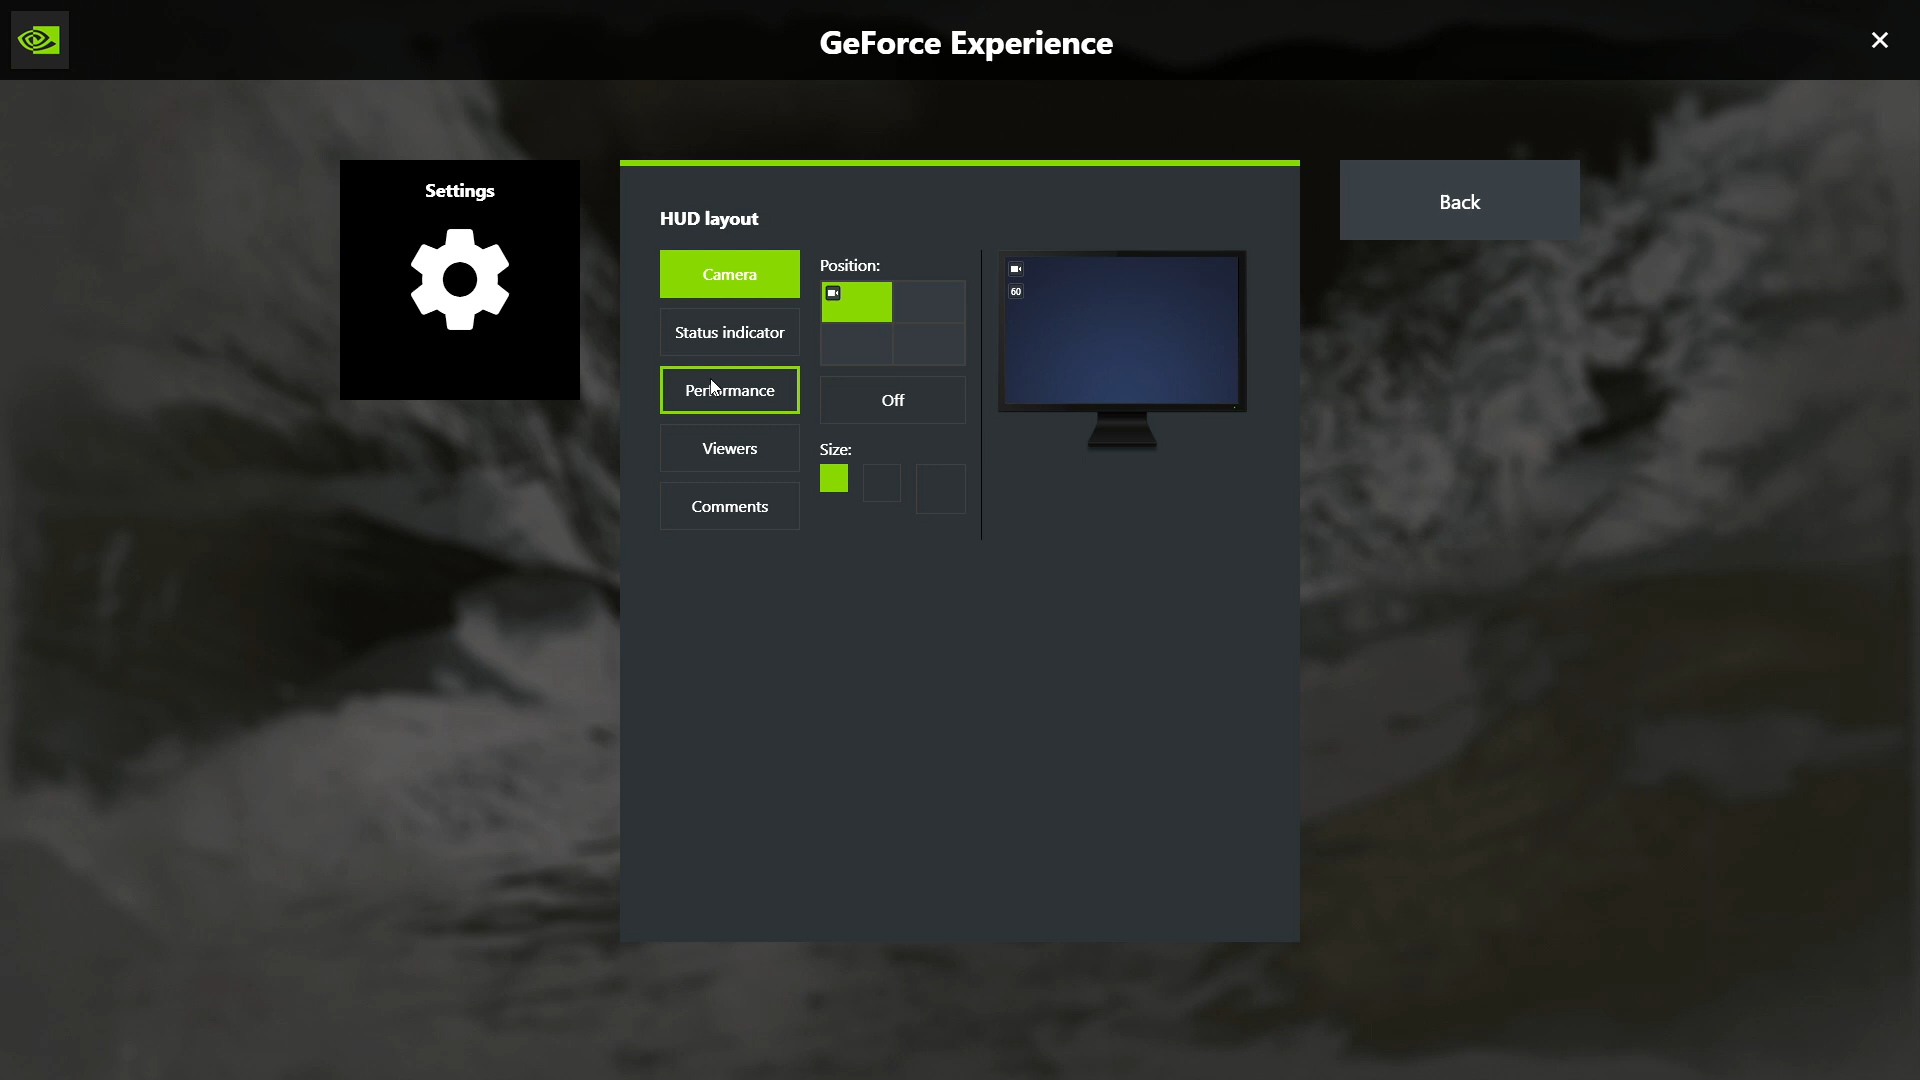 GeForce Experience
Settings
HUD layout
Camera
Status indicator
Performance
Viewers
Comments
Position:
Off
Size:
60
Back